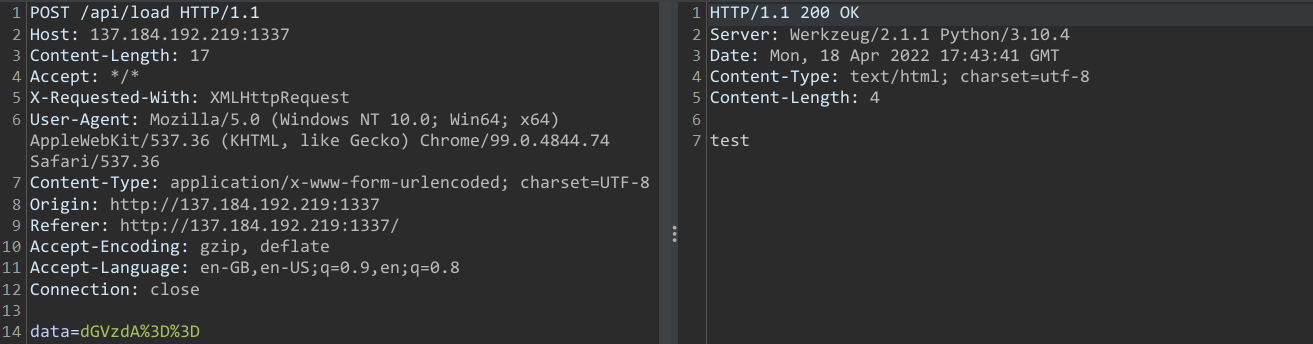 1 POST /api/load HTTP/1.1
2 Host: 137.184.192.219:1337
3 Content-Length: 17
4 Accept: */*
5 X-Requested-With: XMLHttpRequest
6 User-Agent: Mozilla/5.0 (Windows NT 10.0; Win64; x64)
AppleWebKit/537.36 (KHTML, like Gecko) Chrome/99.0.4844.74
Safari/537.36
7 Content-Type: application/x-www-form-urlencoded; charset=UTF-8
8 Origin: http://137.184.192.219:1337
9 Referer: http://137.184.192.219:1337/
10 Accept-Encoding: gzip, deflate
11 Accept-Language: en-GB,en-US;q=0.9,en;q=0.8
12 Connection: close
13
14 data=dGVzdA%3D%3D
1 HTTP/1.1 200 OK
2 Server: Werkzeug/2.1.1 Python/3.10.4
3 Date: Mon, 18 Apr 2022 17:43:41 GMT
4 Content-Type: text/html; charset=utf-8
5 Content-Length: 4
6
7 test